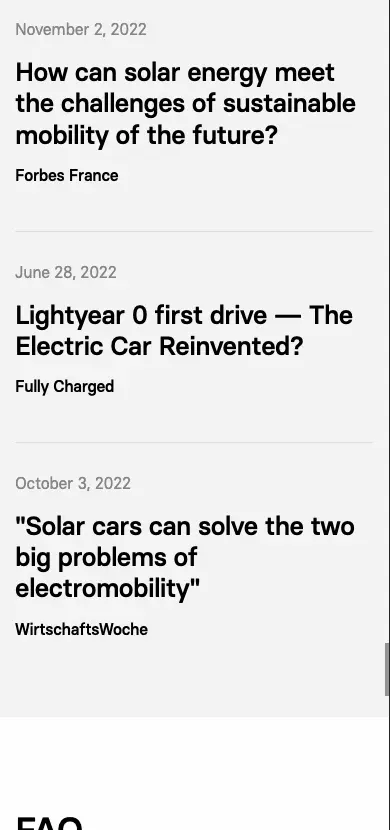 November 2, 2022
How can solar energy meet
the challenges of sustainable
mobility of the future?
Forbes France
June 28, 2022
Lightyear 0 first drive — The
Electric Car Reinvented?
Fully Charged
October 3, 2022
"Solar cars can solve the two
big problems of
electromobility"
WirtschaftsWoche
FAQ